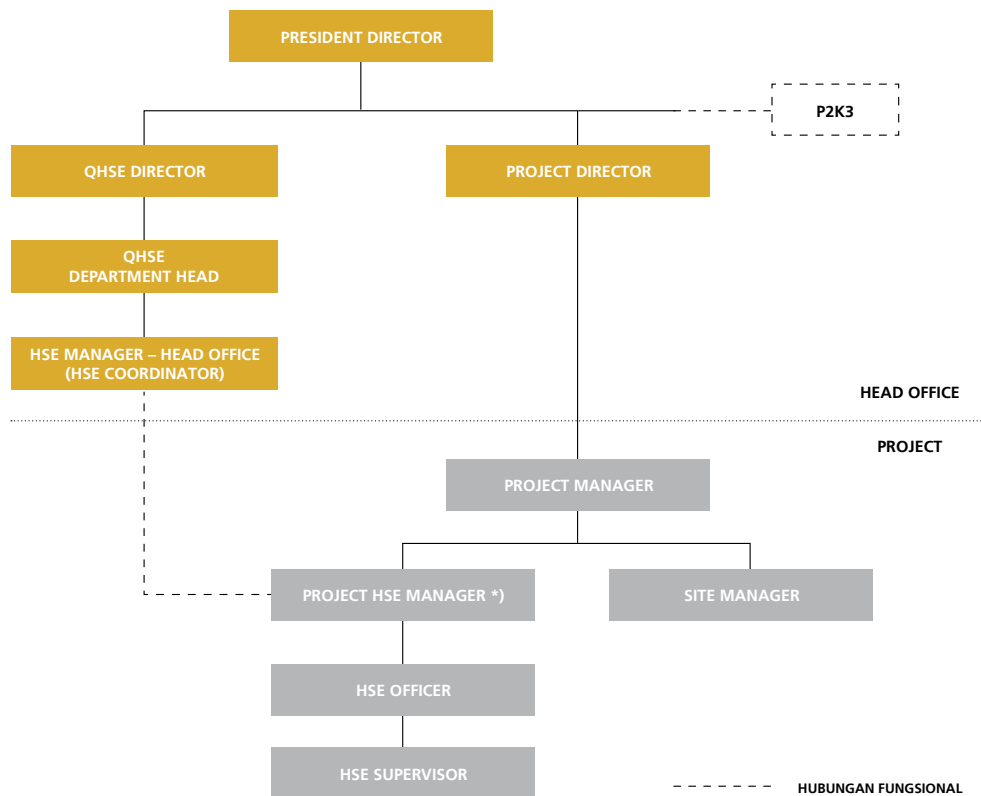 PRESIDENT DIRECTOR
P2K3
QHSE DIRECTOR
PROJECT DIRECTOR
QHSE
DEPARTMENT HEAD
HSE MANAGER – HEAD OFFICE
(HSE COORDINATOR)
HEAD OFFICE
PROJECT
PROJECT MANAGER
PROJECT HSE MANAGER *)
SITE MANAGER
HSE OFFICER
HSE SUPERVISOR
HUBUNGAN FUNGSIONAL